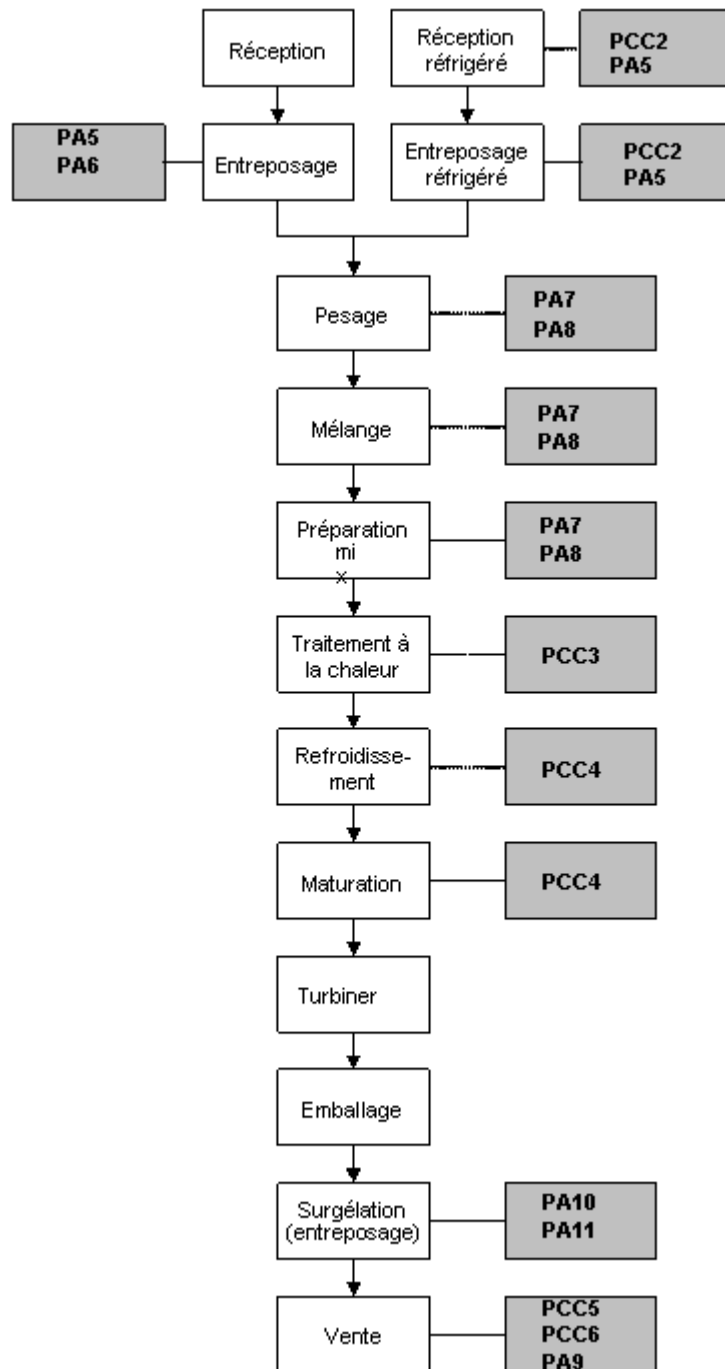 Réception
Réception
réfrigéré
PCC2
PA5
PA5
PA6
Entreposage
Entreposage
réfrigéré
PCC2
PA5
Pesage
PA7
PA8
Mélange
PA7
PA8
Préparation
mi
x
PA7
PA8
Traitement à
la chaleur
PCC3
Refroidisse-
ment
PCC4
Maturation
PCC4
Turbiner
Emballage
Surgélation
(entreposage)
PA10
PA11
Vente
PCC5
PCC6
PA9